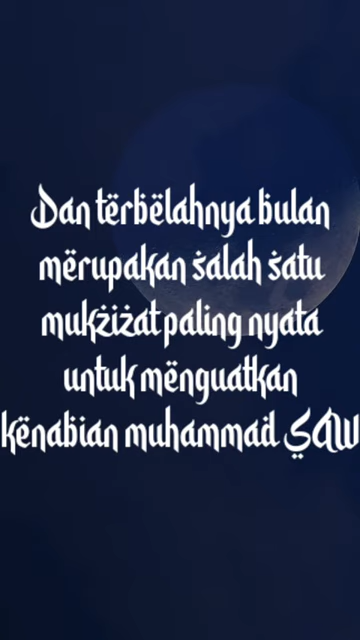 Dan terbelahnya bulan
merupakan salah satu
mukzizat paling nyata
untuk menguatkan
kenabian muhammad SAW